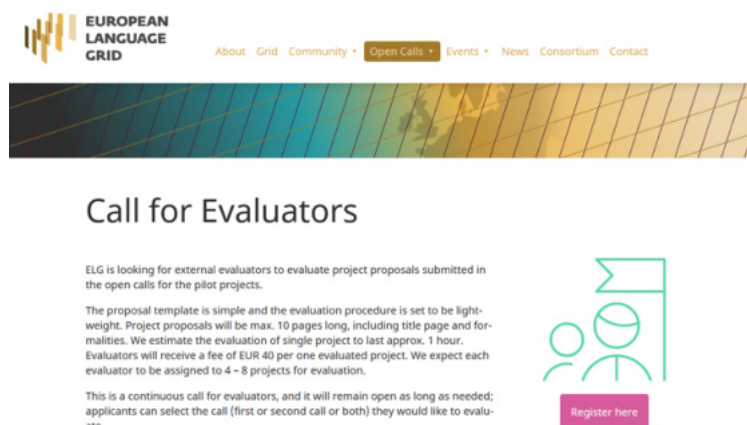 EUROPEAN
LANGUAGE
GRID
About Grid Community Open Calls Events News Consortium Contact
Call for Evaluators
ELG is looking for external evaluators to evaluate project proposals submitted in
the open calls for the pilot projects.
The proposal template is simple and the evaluation procedure is set to be light-
weight. Project proposals will be max. 10 pages long, including title page and for-
malities. We estimate the evaluation of single project to last approx. 1 hour.
Evaluators will receive a fee of EUR 40 per one evaluated project. We expect each
evaluator to be assigned to 4 – 8 projects for evaluation.
This is a continuous call for evaluators, and it will remain open as long as needed;
applicants can select the call (first or second call or both) they would like to evalu-
Register here